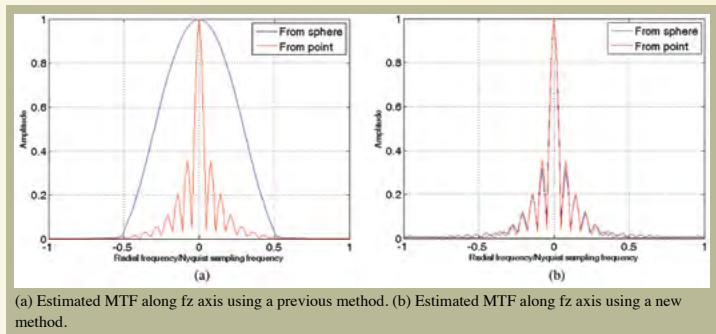 From sphere
From point
1
0.8
0.6
0.4
0.2
0
Amplitude
-1 -0.5 0 0.5 1
Radial frequency/Nyquist sampling frequency
(a)
From sphere
From point
1
0.8
0.6
0.4
0.2
0
Amplitude
-1 -0.5 0 0.5 1
Radial frequency/Nyquist sampling frequency
(b)
(a) Estimated MTF along fz axis using a previous method. (b) Estimated MTF along fz axis using a new
method.